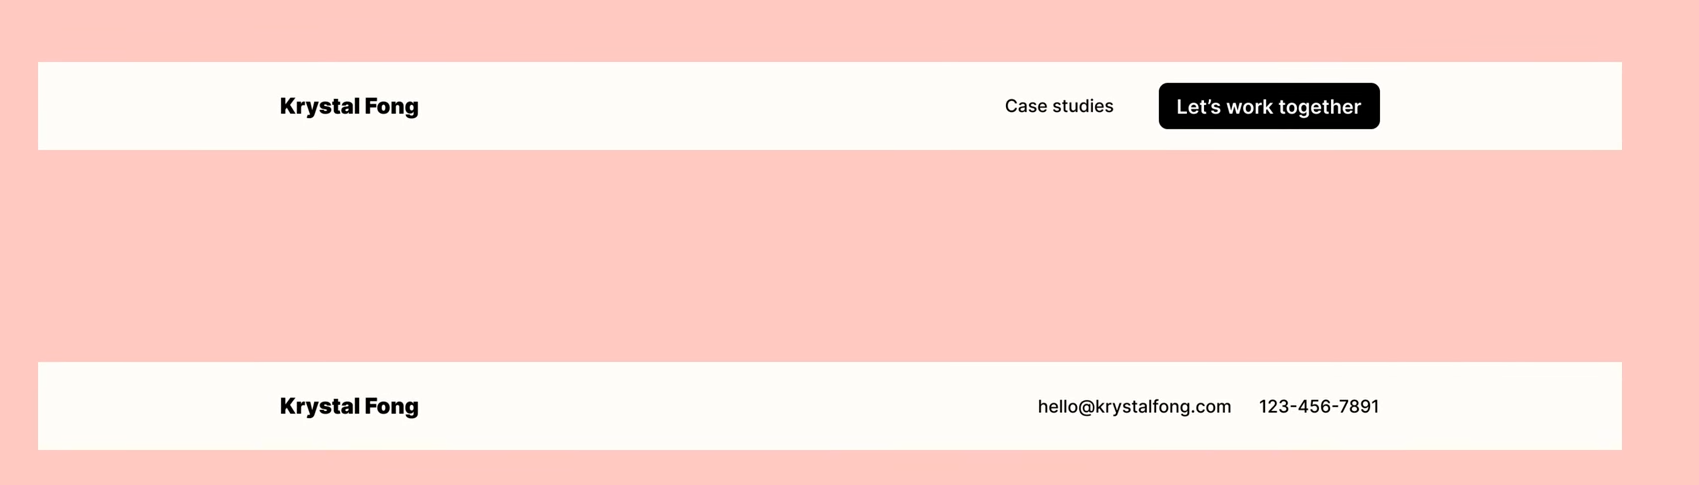 Krystal Fong Case studies Let’s work together
Krystal Fong hello@krystalfong.com 123-456-7891